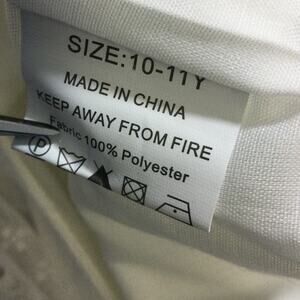 SIZE:10-11Y
MADE IN CHINA
KEEP AWAY FROM FIRE
Fabric 100% Polyester
P